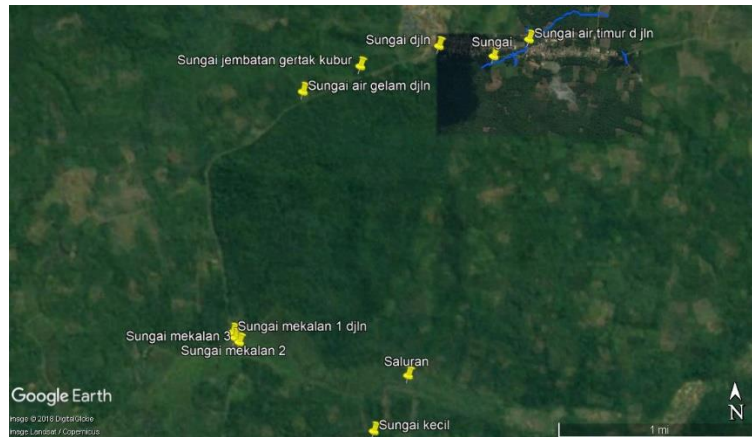 Sungai djln
Sungai air timur d jln
Sungai
Sungai jembatan gertak kubur
Sungai air gelam djln
Sungai mekalan 1 djln
Sungai mekalan 3
Sungai mekalan 2
Saluran
Sungai kecil
Google Earth
Image © 2018 DigitalGlobe
Image Landsat / Copernicus
N
1 mi